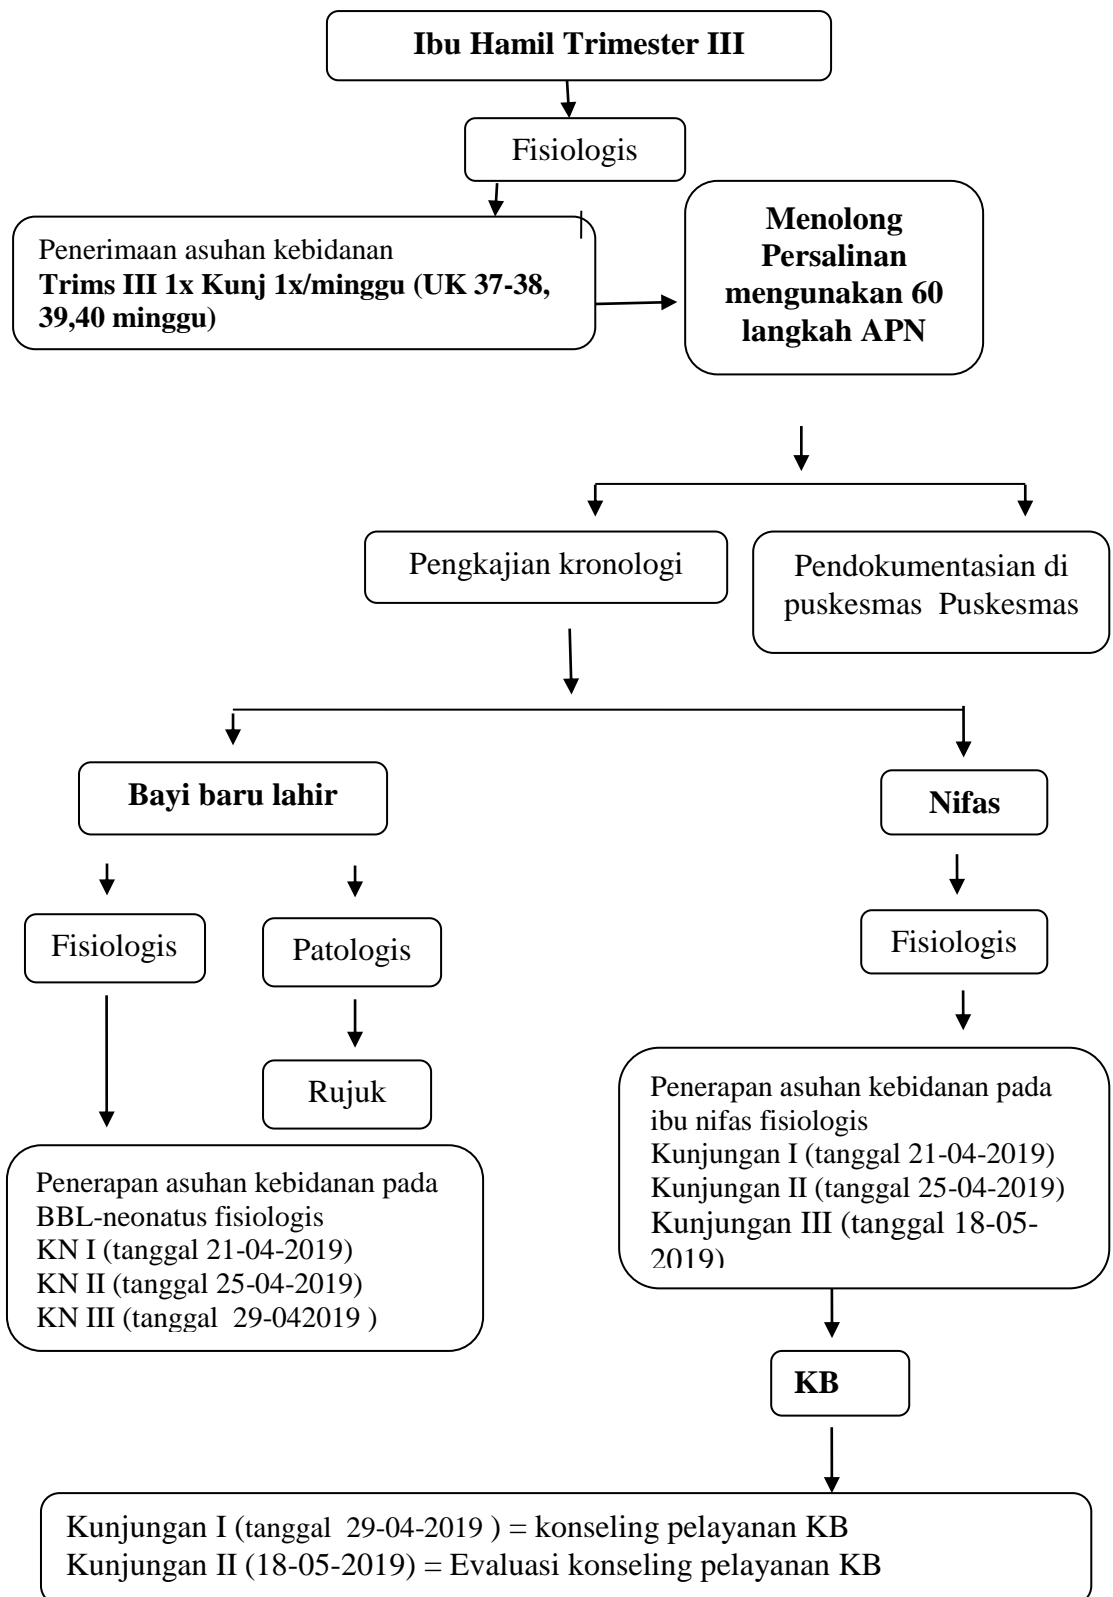 Ibu Hamil Trimester III
Fisiologis
Penerimaan asuhan kebidanan
Trims III 1x Kunj 1x/minggu (UK 37-38,
39,40 minggu)
Menolong
Persalinan
mengunakan 60
langkah APN
Pengkajian kronologi
Pendokumentasian di
puskesmas Puskesmas
Bayi baru lahir
Nifas
Fisiologis
Patologis
Fisiologis
Rujuk
Penerapan asuhan kebidanan pada
BBL-neonatus fisiologis
KN I (tanggal 21-04-2019)
KN II (tanggal 25-04-2019)
KN III (tanggal 29-042019 )
Penerapan asuhan kebidanan pada
ibu nifas fisiologis
Kunjungan I (tanggal 21-04-2019)
Kunjungan II (tanggal 25-04-2019)
Kunjungan III (tanggal 18-05-
2019)
KB
Kunjungan I (tanggal 29-04-2019 ) = konseling pelayanan KB
Kunjungan II (18-05-2019) = Evaluasi konseling pelayanan KB